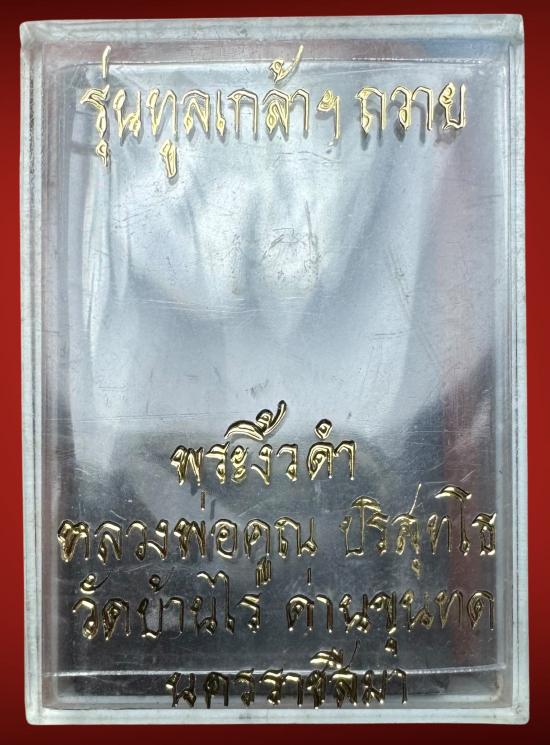 รุ่นทูลเกล้าฯ ถวาย
พระงิ้วดำ
หลวงพ่อคูณ ปริสุทโธ
วัดบ้านไร่ ด่านขุนทด
นครราชสีมา